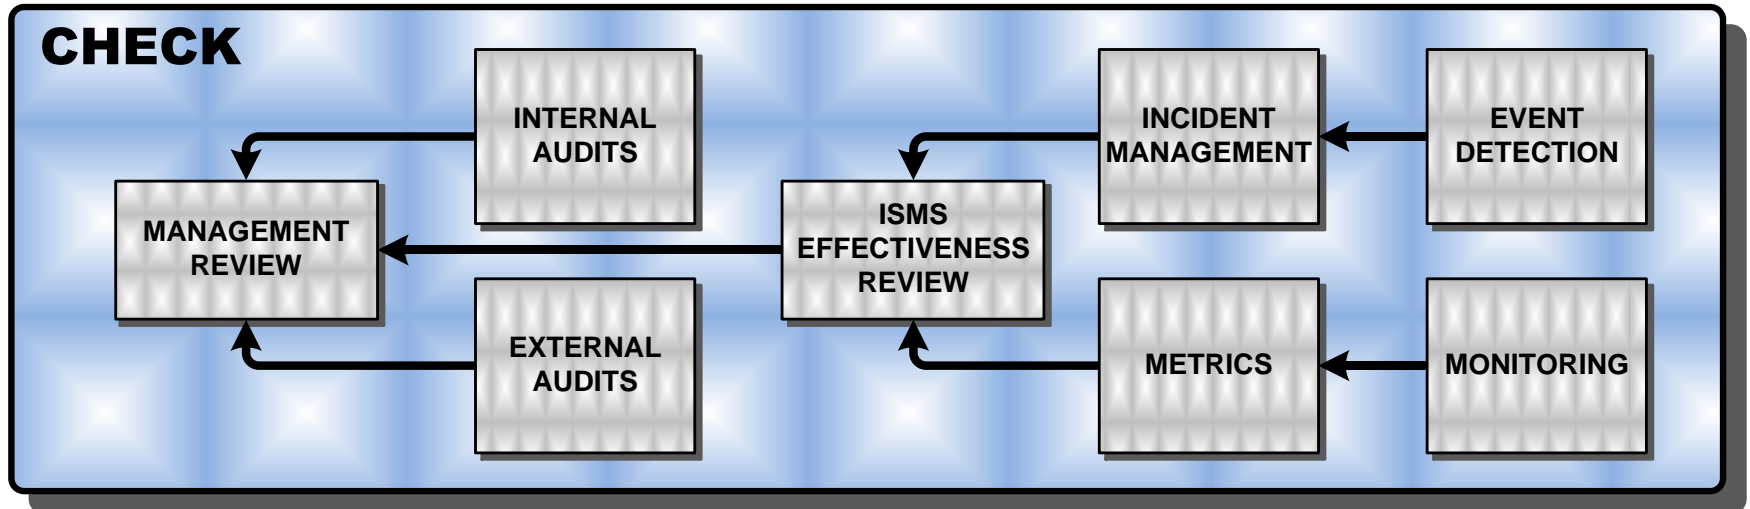 CHECK
INTERNAL
AUDITS
INCIDENT
MANAGEMENT
EVENT
DETECTION
MANAGEMENT
REVIEW
ISMS
EFFECTIVENESS
REVIEW
EXTERNAL
AUDITS
METRICS
MONITORING